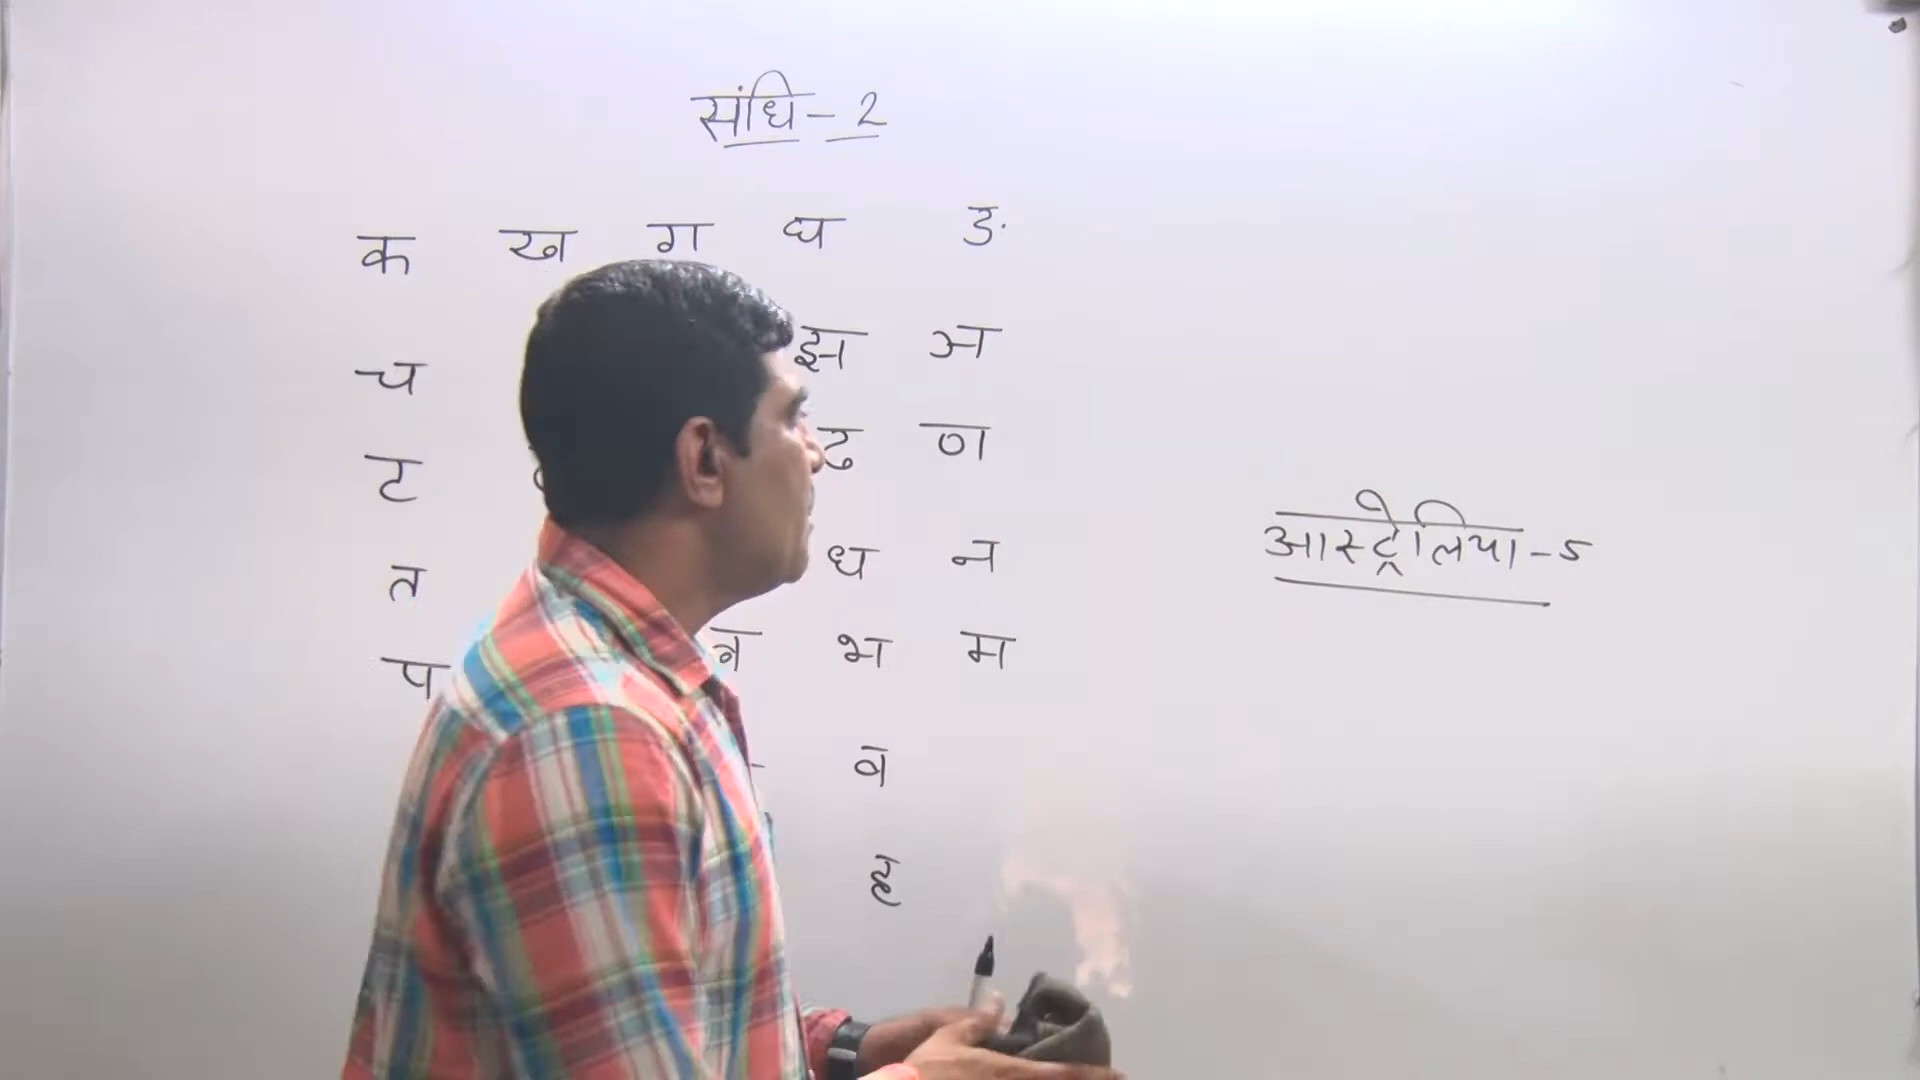 संधि - 2
क ख ग घ ङ
च झ ञ
ट ढ ण
त ध न
प ब भ म
व
ह
आस्ट्रेलिया - 5